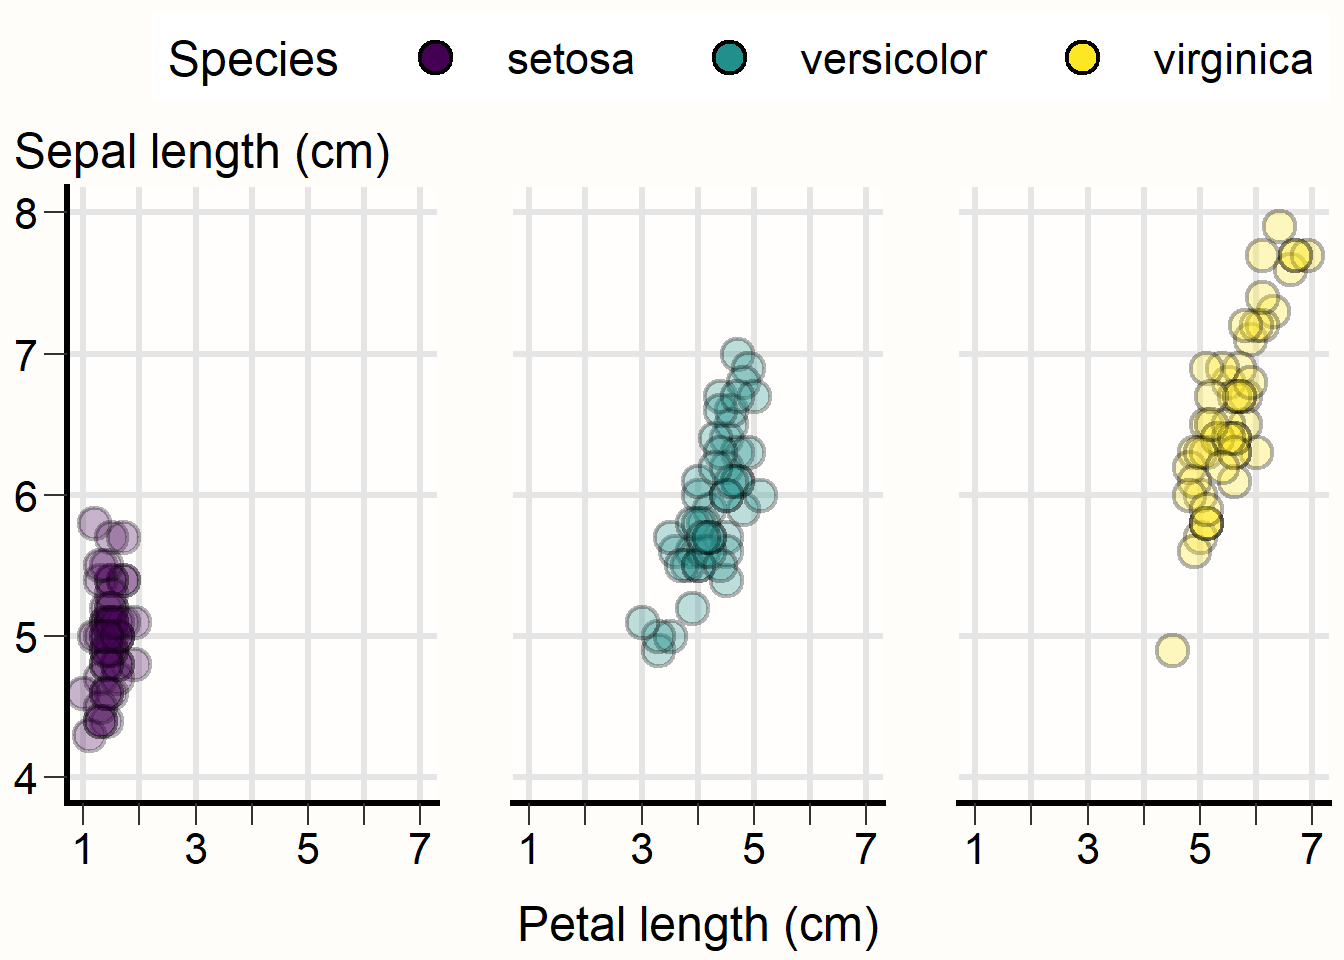 Species setosa versicolor virginica
Sepal length (cm)
8
7
6
5
4
1 3 5 7 1 3 5 7 1 3 5 7
Petal length (cm)